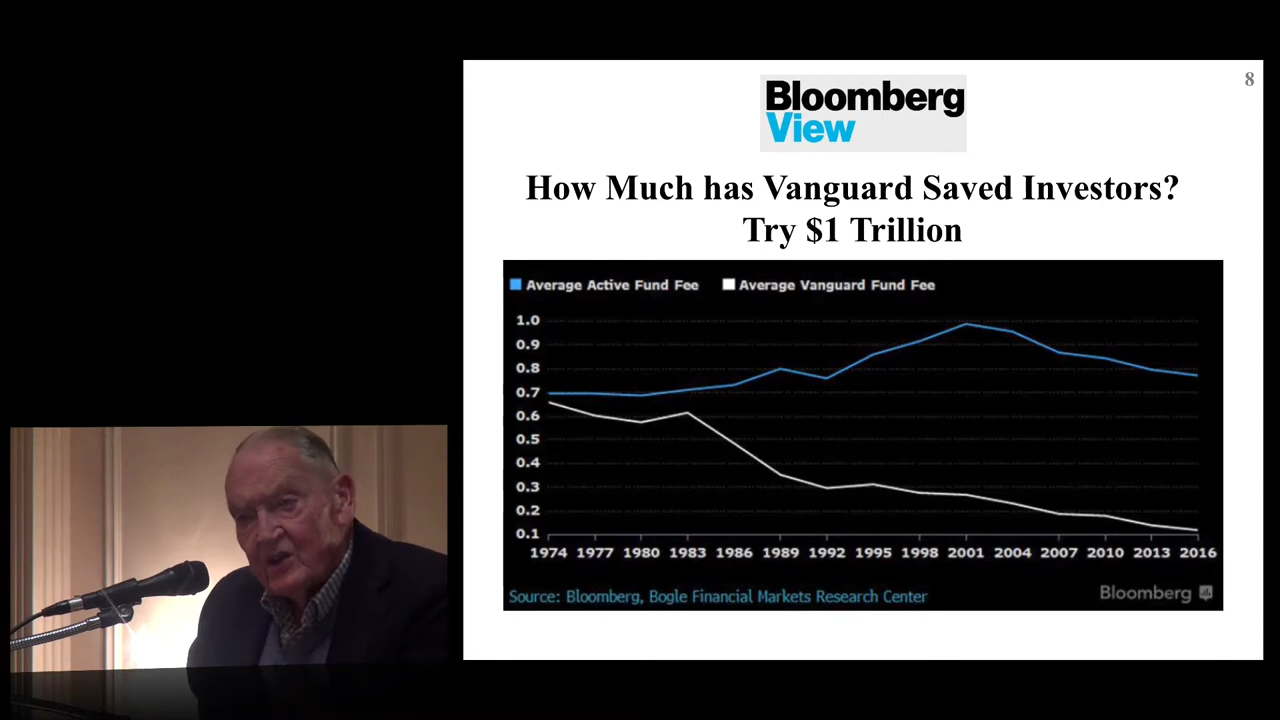 8
Bloomberg
View
How Much has Vanguard Saved Investors?
Try $1 Trillion
Average Active Fund Fee Average Vanguard Fund Fee
1.0
0.9
0.8
0.7
0.6
0.5
0.4
0.3
0.2
0.1
1974 1977 1980 1983 1986 1989 1992 1995 1998 2001 2004 2007 2010 2013 2016
Source: Bloomberg, Bogle Financial Markets Research Center
Bloomberg